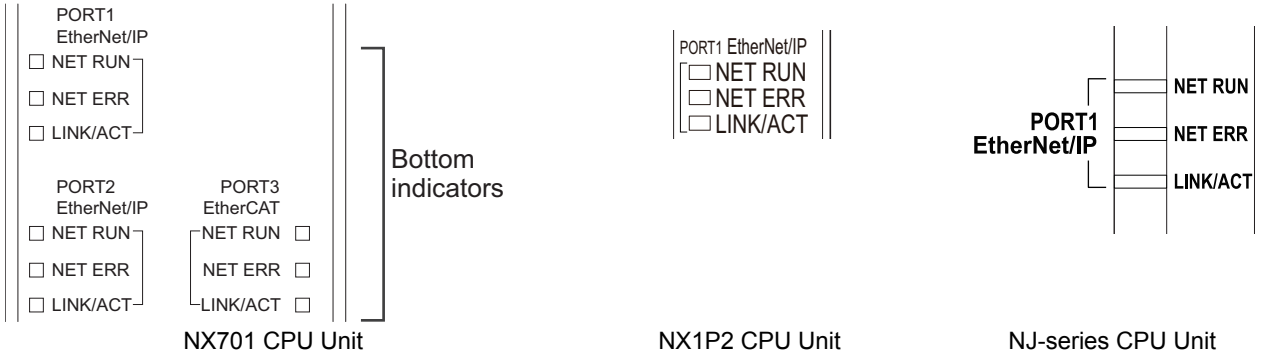 PORT1
EtherNet/IP
NET RUN
NET ERR
LINK/ACT
PORT2
EtherNet/IP
NET RUN
NET ERR
LINK/ACT
PORT3
EtherCAT
NET RUN
NET ERR
LINK/ACT
Bottom
indicators
NX701 CPU Unit
PORT1 EtherNet/IP
NET RUN
NET ERR
LINK/ACT
NX1P2 CPU Unit
PORT1
EtherNet/IP
NET RUN
NET ERR
LINK/ACT
NJ-series CPU Unit